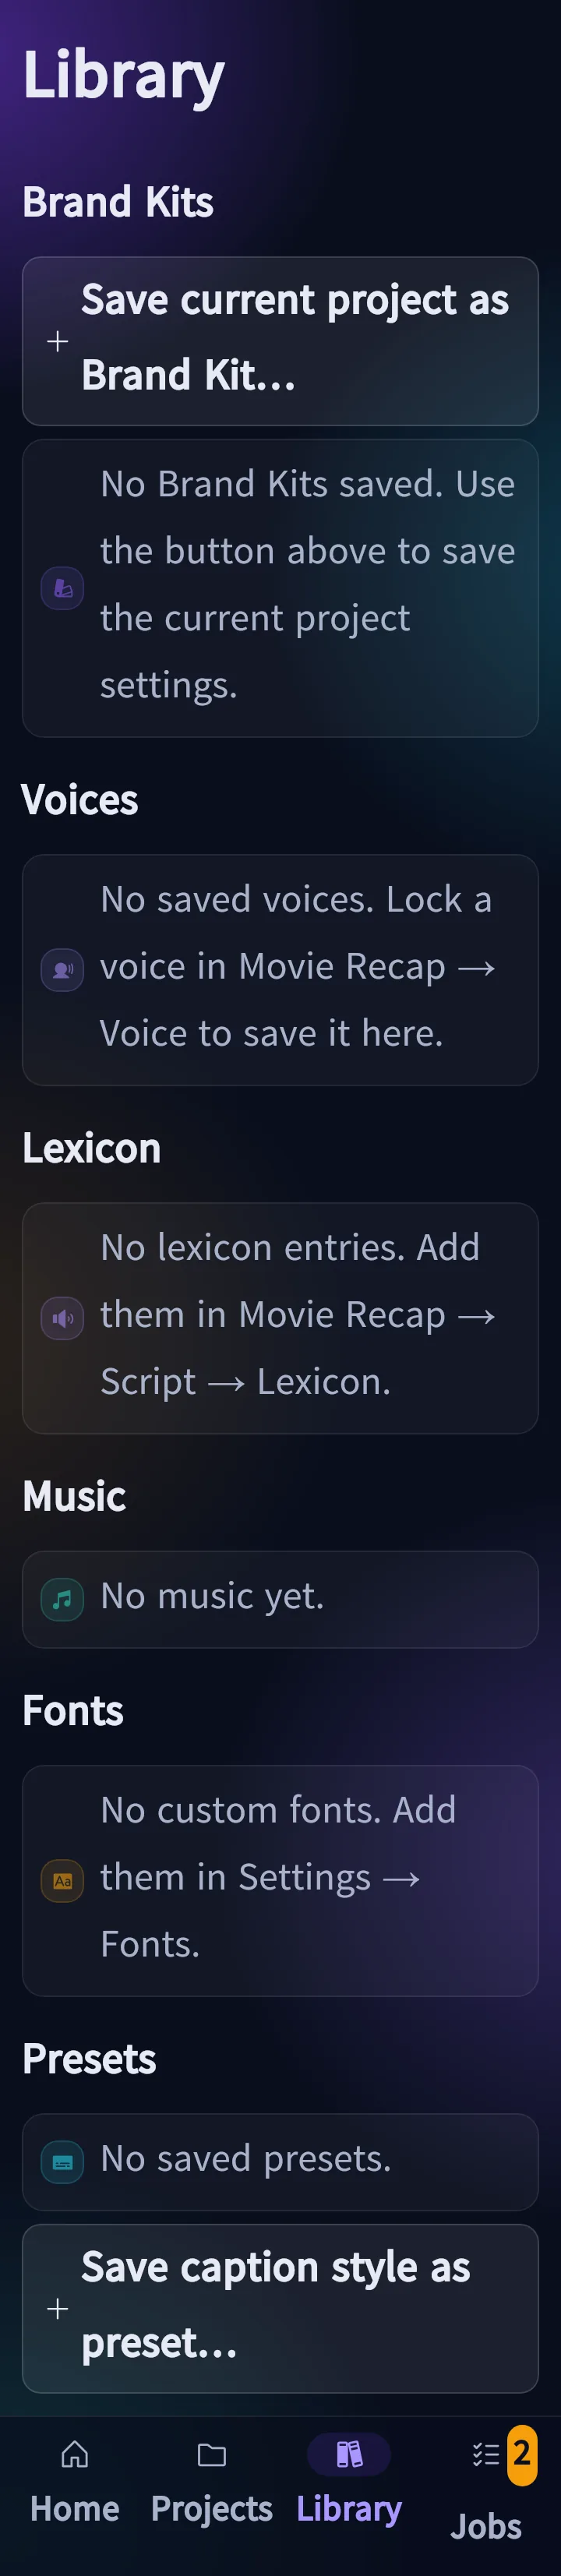 Library
Brand Kits
Save current project as
Brand Kit...
No Brand Kits saved. Use
the button above to save
the current project
settings.
Voices
No saved voices. Lock a
voice in Movie Recap →
Voice to save it here.
Lexicon
No lexicon entries. Add
them in Movie Recap →
Script → Lexicon.
Music
No music yet.
Fonts
No custom fonts. Add
Aa them in Settings →
Fonts.
Presets
No saved presets.
Save caption style as
preset...
2
Home Projects Library Jobs